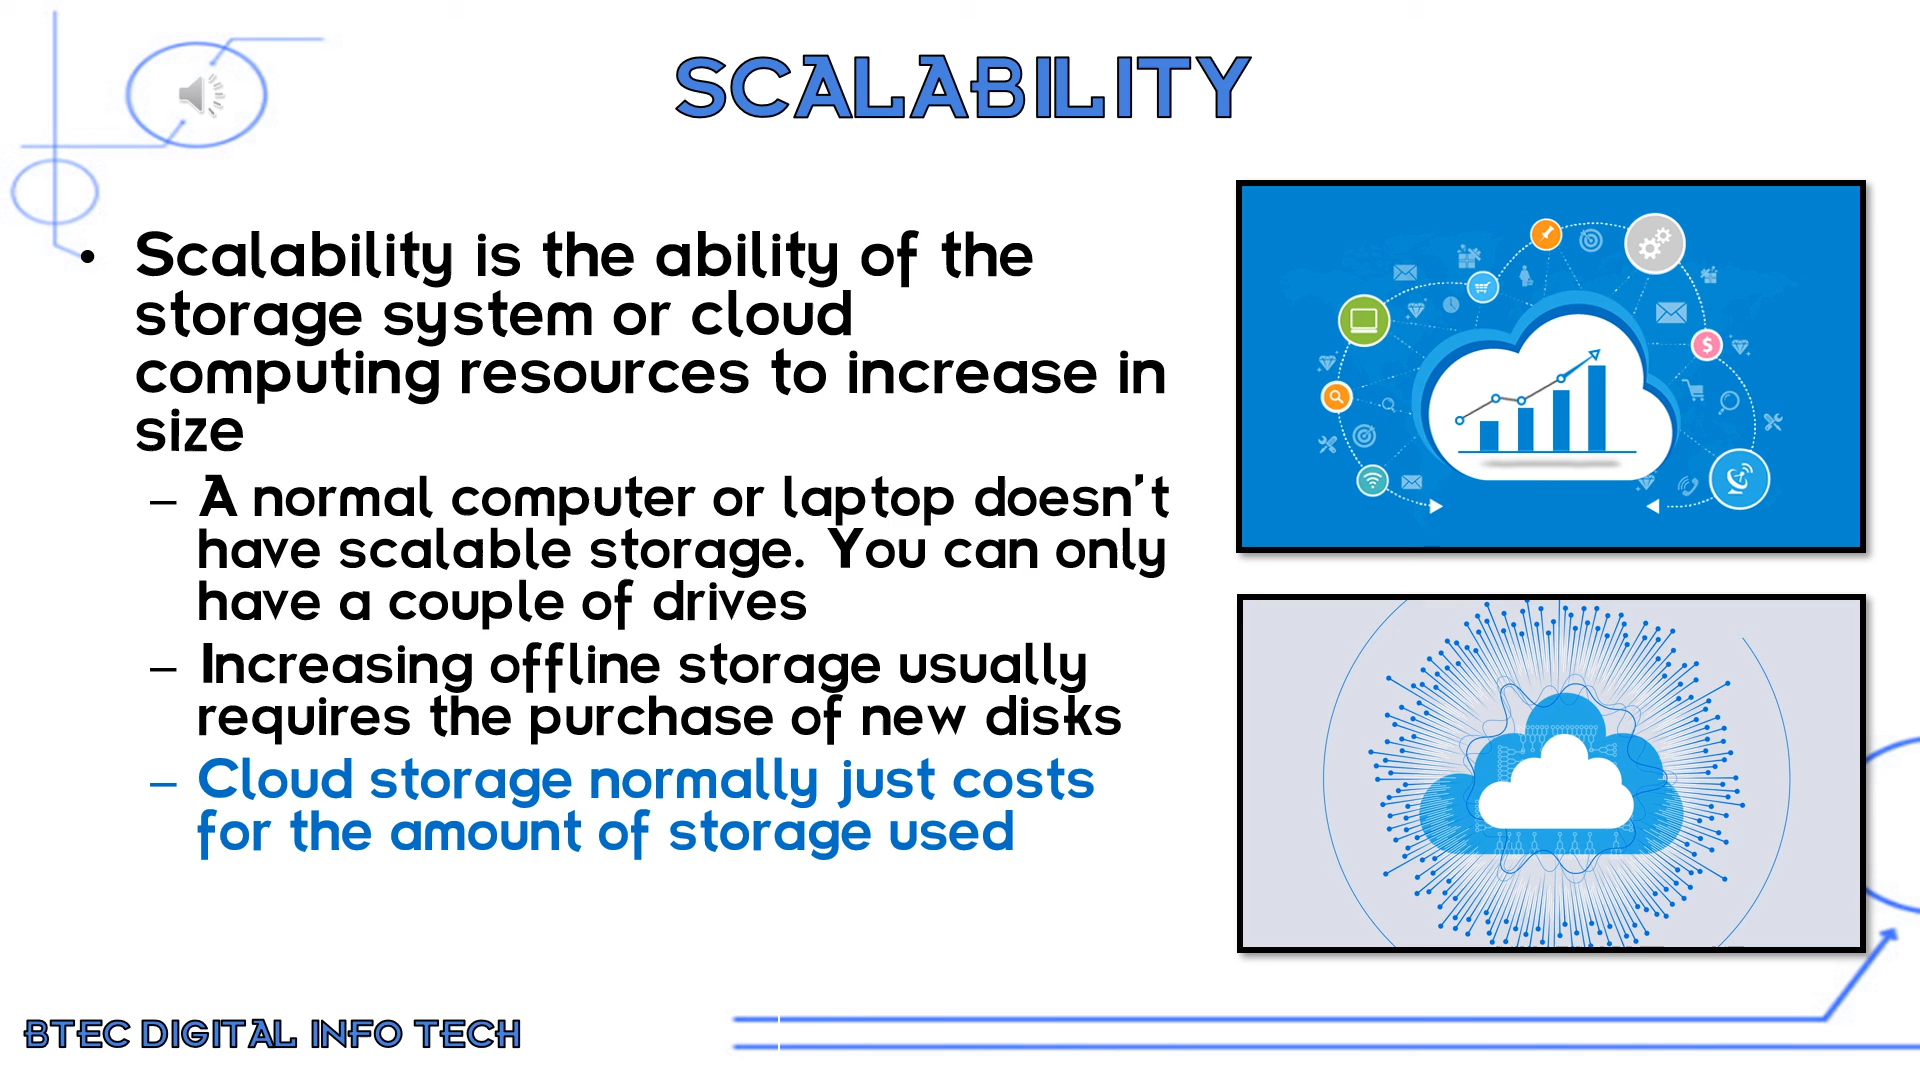 SCALABILITY
• Scalability is the ability of the
storage system or cloud
computing resources to increase in
size
– A normal computer or laptop doesn't
have scalable storage. You can only
have a couple of drives
– Increasing offline storage usually
requires the purchase of new disks
– Cloud storage normally just costs
for the amount of storage used
$
BTEC DIGITAL INFO TECH